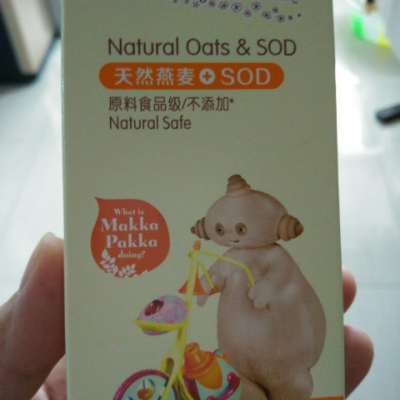 Natural Oats & SOD
天然燕麦+SOD
原料食品级/不添加*
Natural Safe
What is
Makka
Pakka
doing?